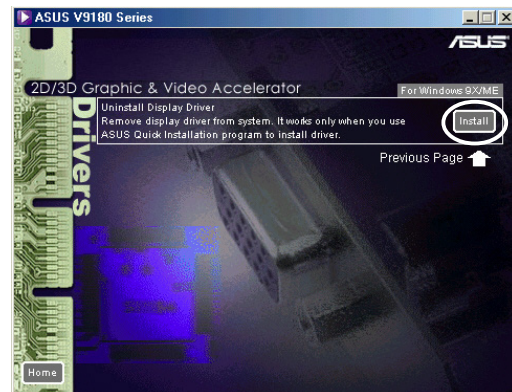 ASUS V9180 Series
ASUS
2D/3D Graphic & Video Accelerator
For Windows 9X/ME
Drivers
Uninstall Display Driver
Remove display driver from system. It works only when you use
ASUS Quick Installation program to install driver.
Install
Previous Page
Home